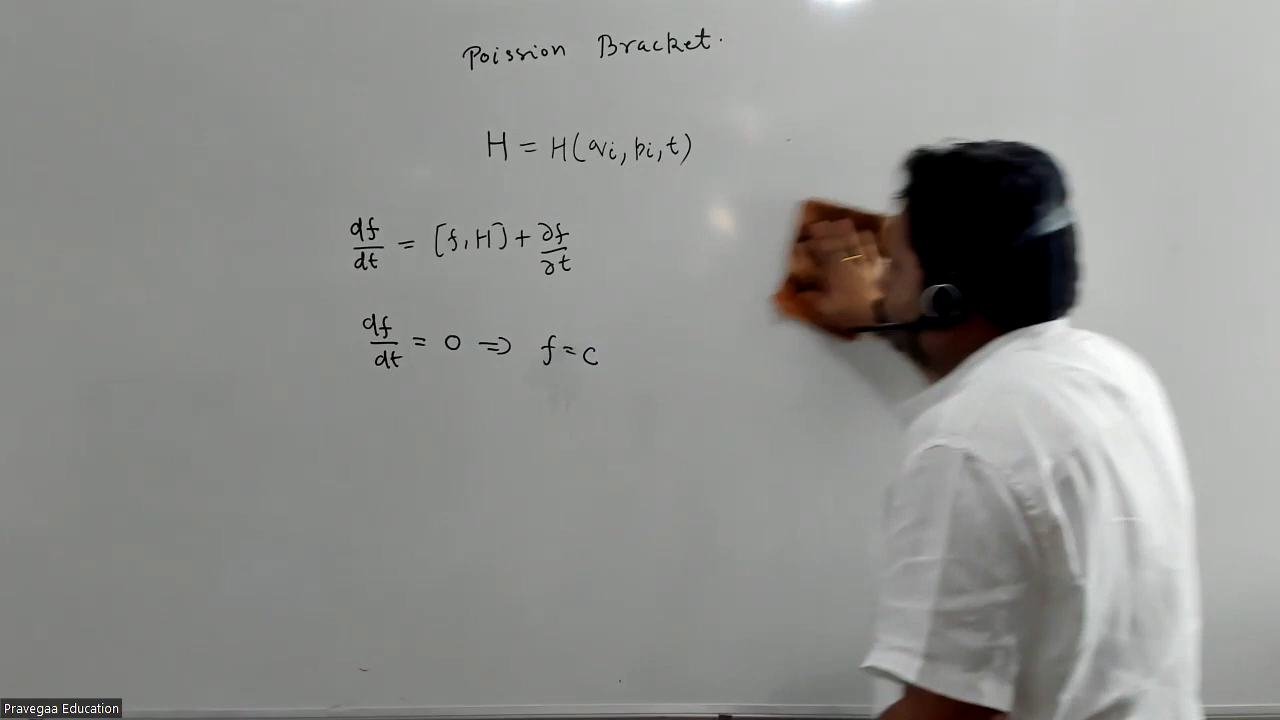 Poission Bracket.
H = H(qi, pi, t)
df/dt = [f, H] + ∂f/∂t
df/dt = 0 => f = c
Pravegaa Education